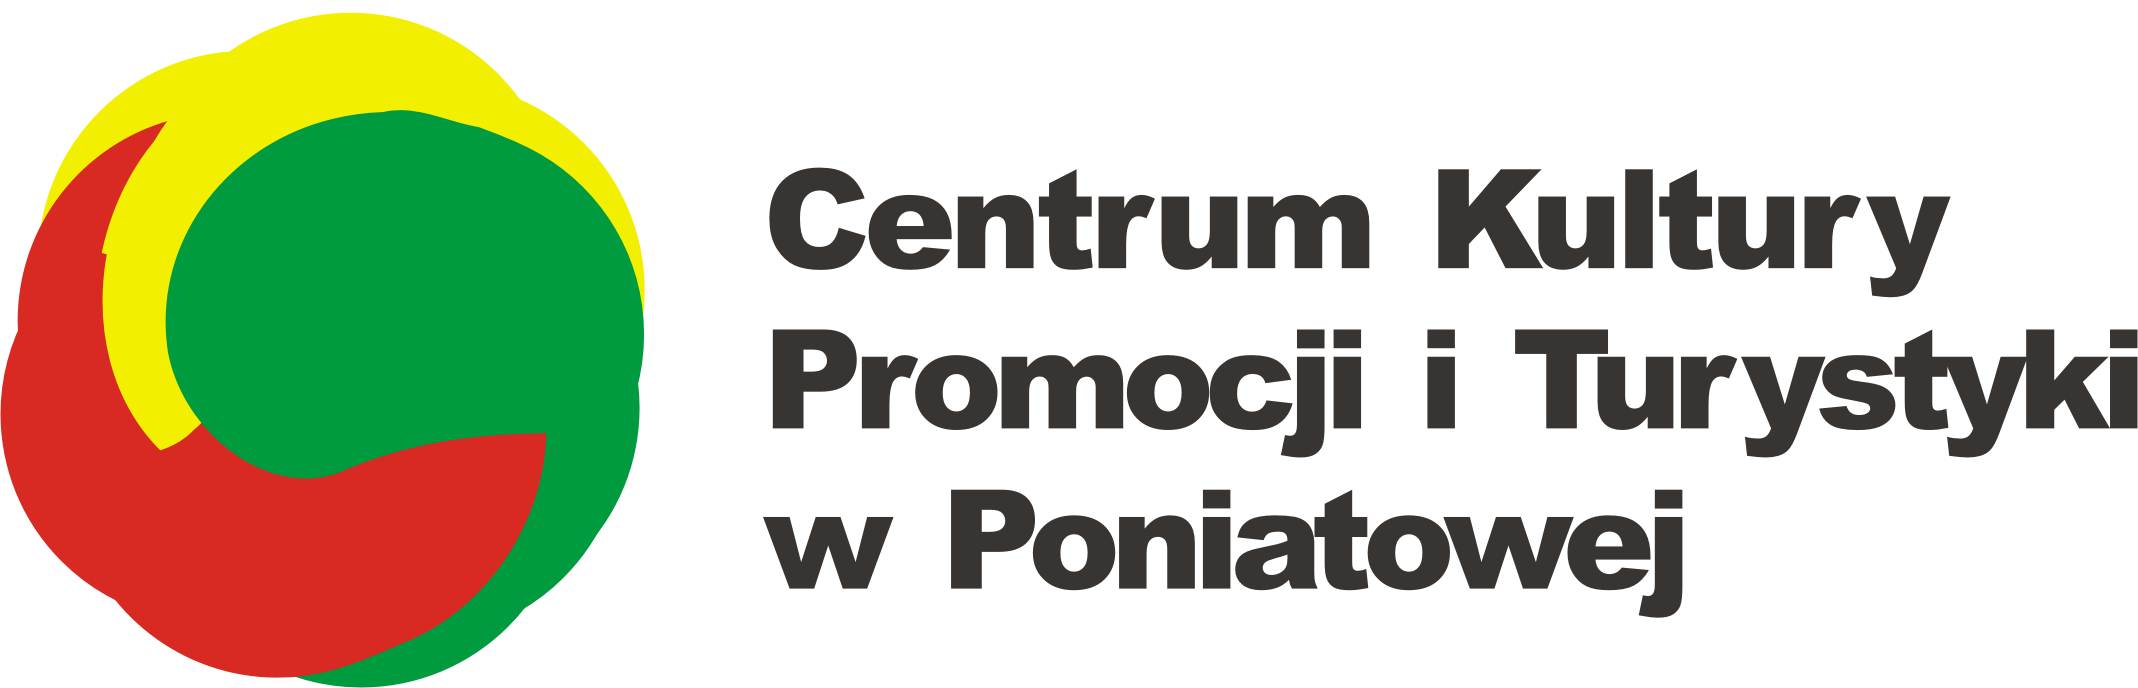 Centrum Kultury
Promocji i Turystyki
w Poniatowej